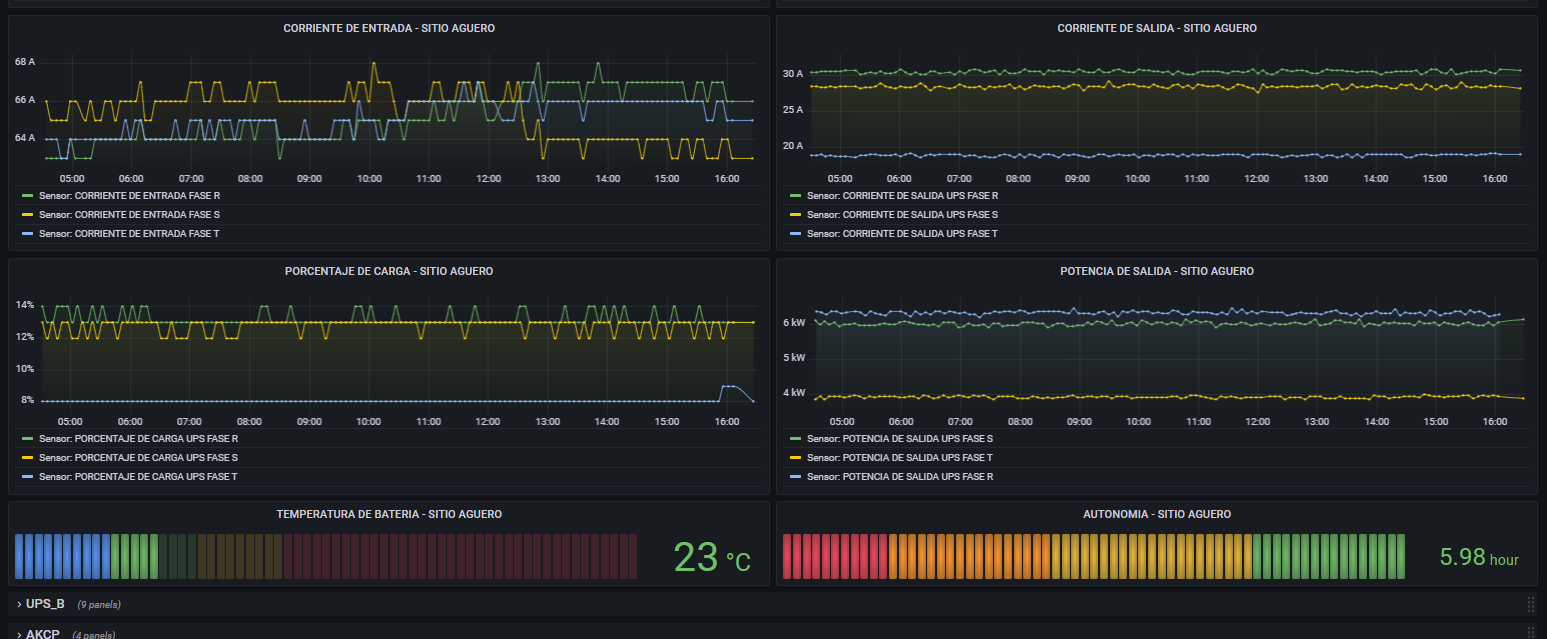 CORRIENTE DE ENTRADA - SITIO AGUERO
68 A
66 A
64 A
05:00 06:00 07:00 08:00 09:00 10:00 11:00 12:00 13:00 14:00 15:00 16:00
Sensor: CORRIENTE DE ENTRADA FASE R
Sensor: CORRIENTE DE ENTRADA FASE S
Sensor: CORRIENTE DE ENTRADA FASE T
CORRIENTE DE SALIDA - SITIO AGUERO
30 A
25 A
20 A
05:00 06:00 07:00 08:00 09:00 10:00 11:00 12:00 13:00 14:00 15:00 16:00
Sensor: CORRIENTE DE SALIDA UPS FASE R
Sensor: CORRIENTE DE SALIDA UPS FASE S
Sensor: CORRIENTE DE SALIDA UPS FASE T
PORCENTAJE DE CARGA - SITIO AGUERO
14%
12%
10%
8%
05:00 06:00 07:00 08:00 09:00 10:00 11:00 12:00 13:00 14:00 15:00 16:00
Sensor: PORCENTAJE DE CARGA UPS FASE R
Sensor: PORCENTAJE DE CARGA UPS FASE S
Sensor: PORCENTAJE DE CARGA UPS FASE T
POTENCIA DE SALIDA - SITIO AGUERO
6 kW
5 kW
4 kW
05:00 06:00 07:00 08:00 09:00 10:00 11:00 12:00 13:00 14:00 15:00 16:00
Sensor: POTENCIA DE SALIDA UPS FASE S
Sensor: POTENCIA DE SALIDA UPS FASE T
Sensor: POTENCIA DE SALIDA UPS FASE R
TEMPERATURA DE BATERIA - SITIO AGUERO
23 °C
AUTONOMIA - SITIO AGUERO
5.98 hour
UPS_B (9 panels)
AKCP (4 panels)